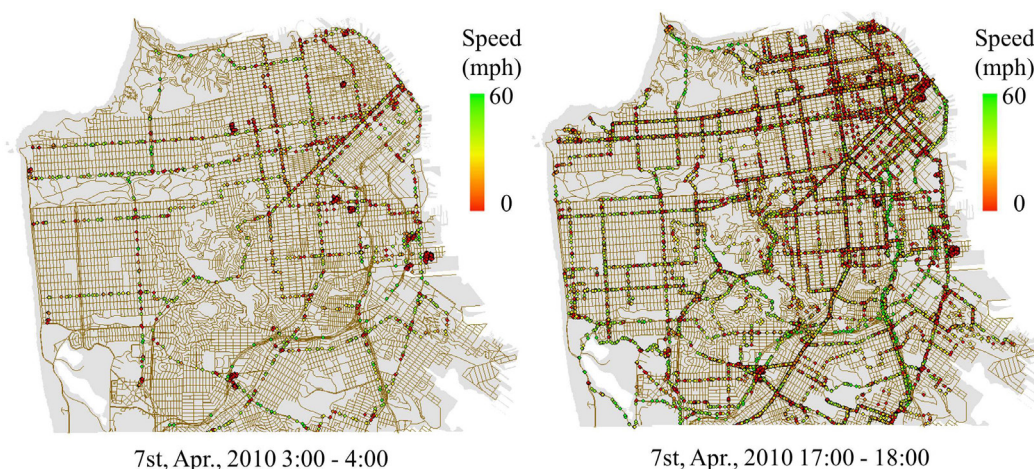 Speed
(mph)
60
0
7st, Apr., 2010 3:00 - 4:00
Speed
(mph)
60
0
7st, Apr., 2010 17:00 - 18:00